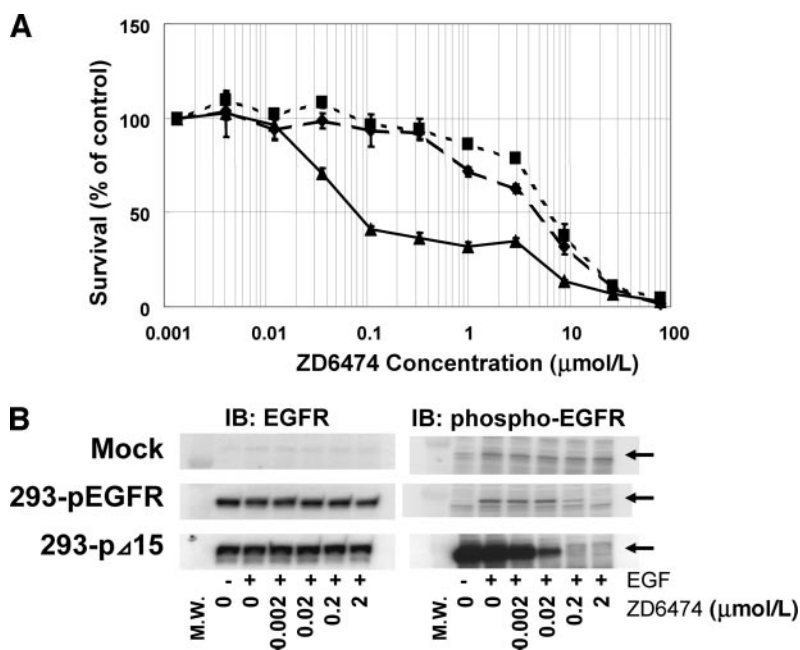 A
150
100
50
0
Survival (% of control)
0.001 0.01 0.1 1 10 100
ZD6474 Concentration (μmol/L)
B
IB: EGFR IB: phospho-EGFR
Mock
293-pEGFR
293-p⊿15
- + + + + + - + + + + + EGF
M.W. 0 0 0.002 0.02 0.2 2 M.W. 0 0 0.002 0.02 0.2 2 ZD6474 (μmol/L)